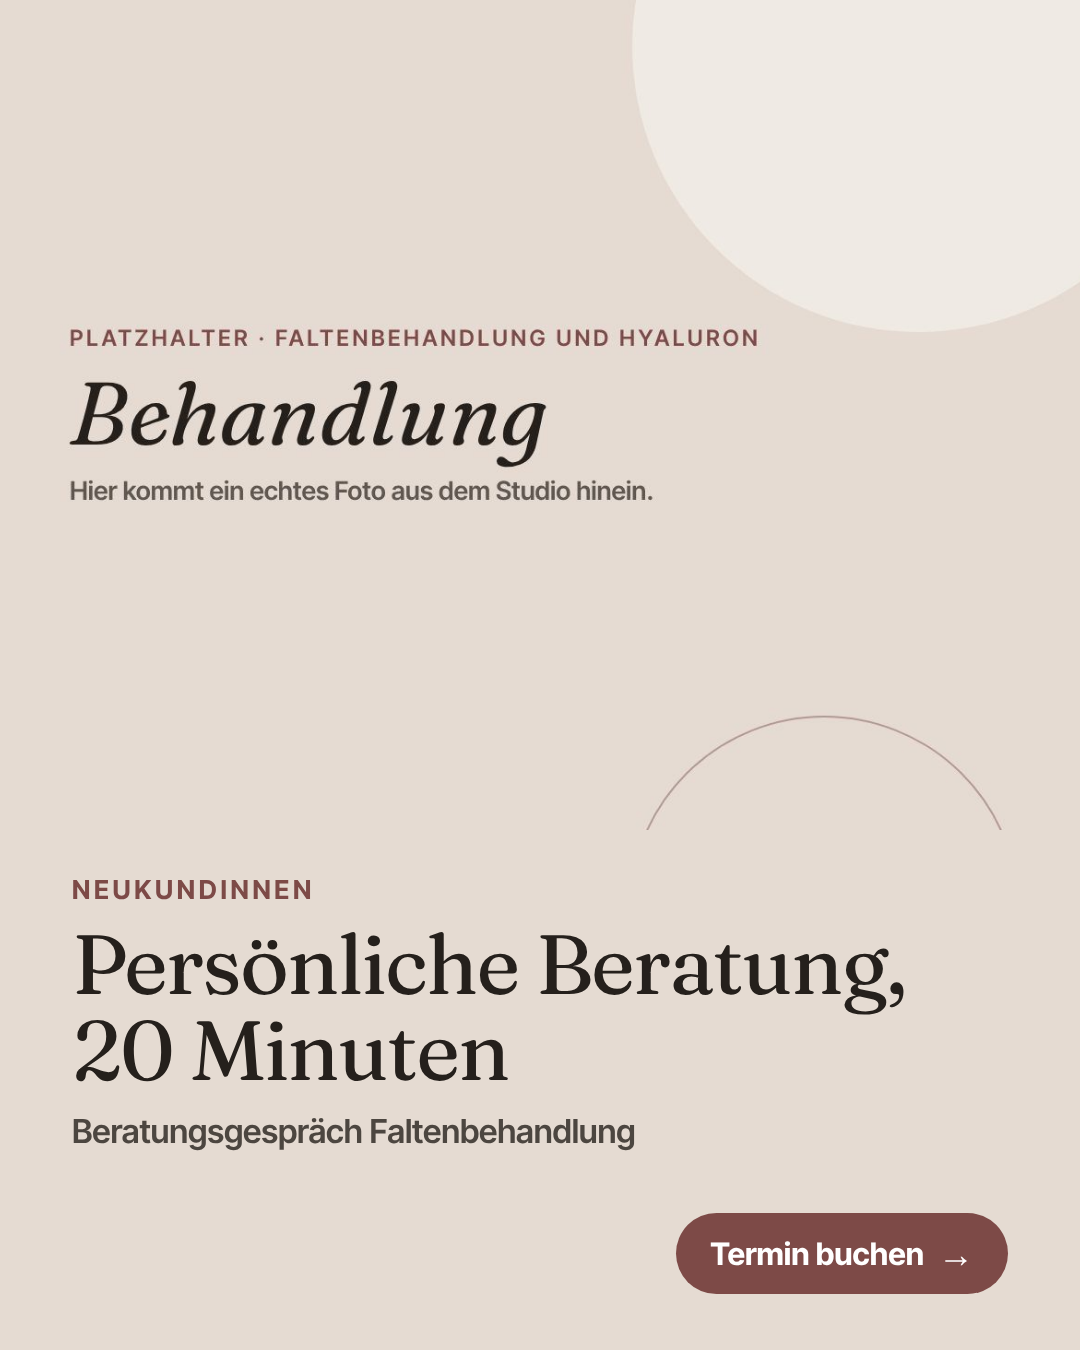 PLATZHALTER · FALTENBEHANDLUNG UND HYALURON
Behandlung
Hier kommt ein echtes Foto aus dem Studio hinein.
NEUKUNDINNEN
Persönliche Beratung,
20 Minuten
Beratungsgespräch Faltenbehandlung
Termin buchen →